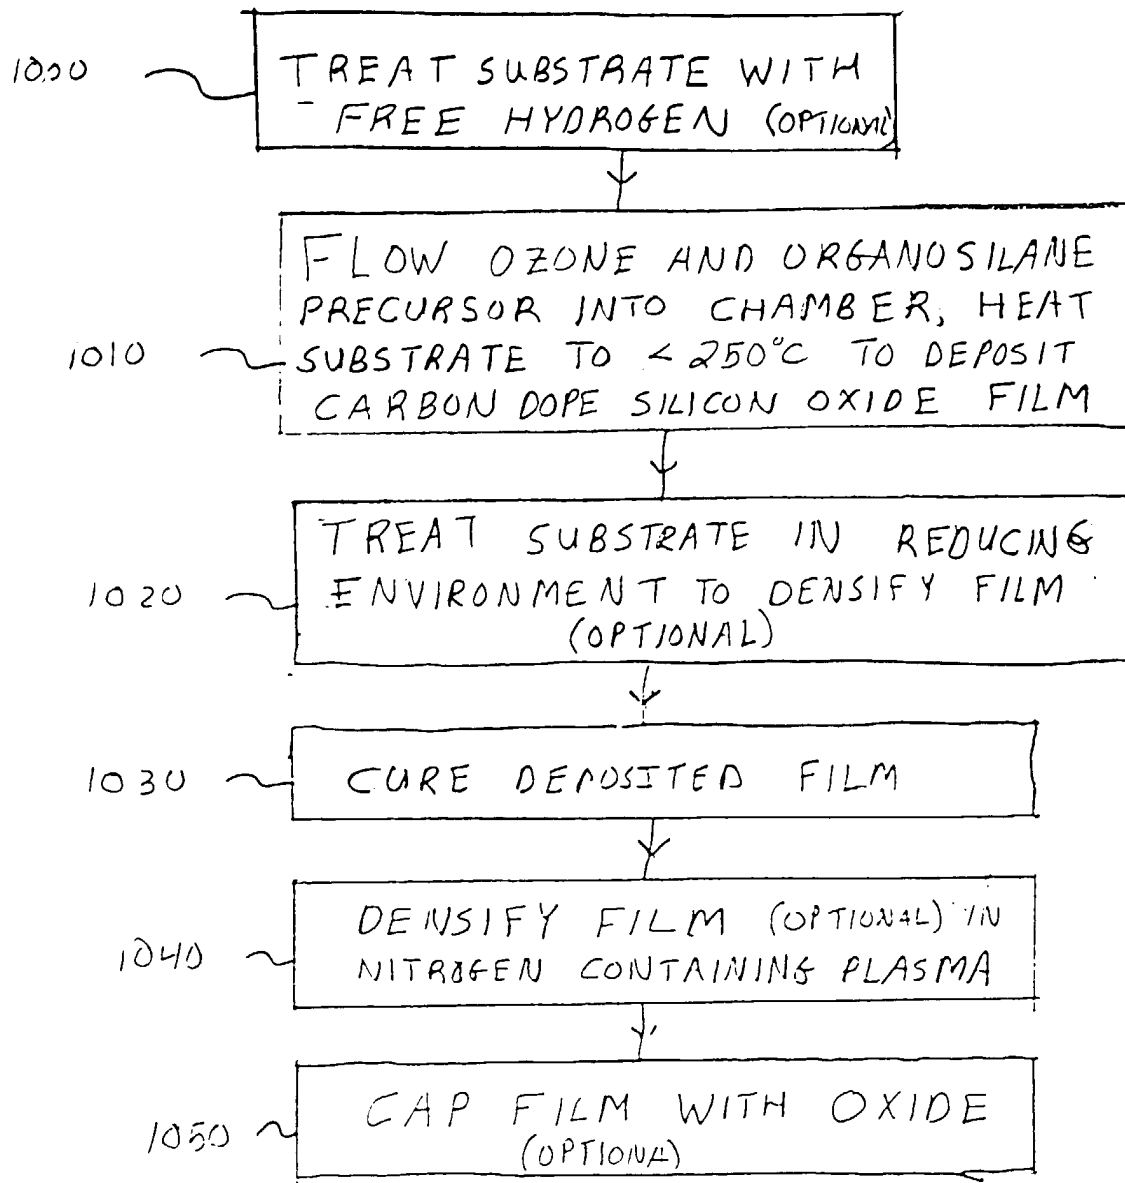 1000
TREAT SUBSTRATE WITH
FREE HYDROGEN (OPTIONAL)
FLOW OZONE AND ORGANOSILANE
PRECURSOR INTO CHAMBER, HEAT
1010
SUBSTRATE TO < 250°C TO DEPOSIT
CARBON DOPE SILICON OXIDE FILM
TREAT SUBSTRATE IN REDUCING
1020
ENVIRONMENT TO DENSIFY FILM
(OPTIONAL)
1030
CURE DEPOSITED FILM
DENSIFY FILM (OPTIONAL) IN
1040
NITROGEN CONTAINING PLASMA
CAP FILM WITH OXIDE
1050
(OPTIONAL)